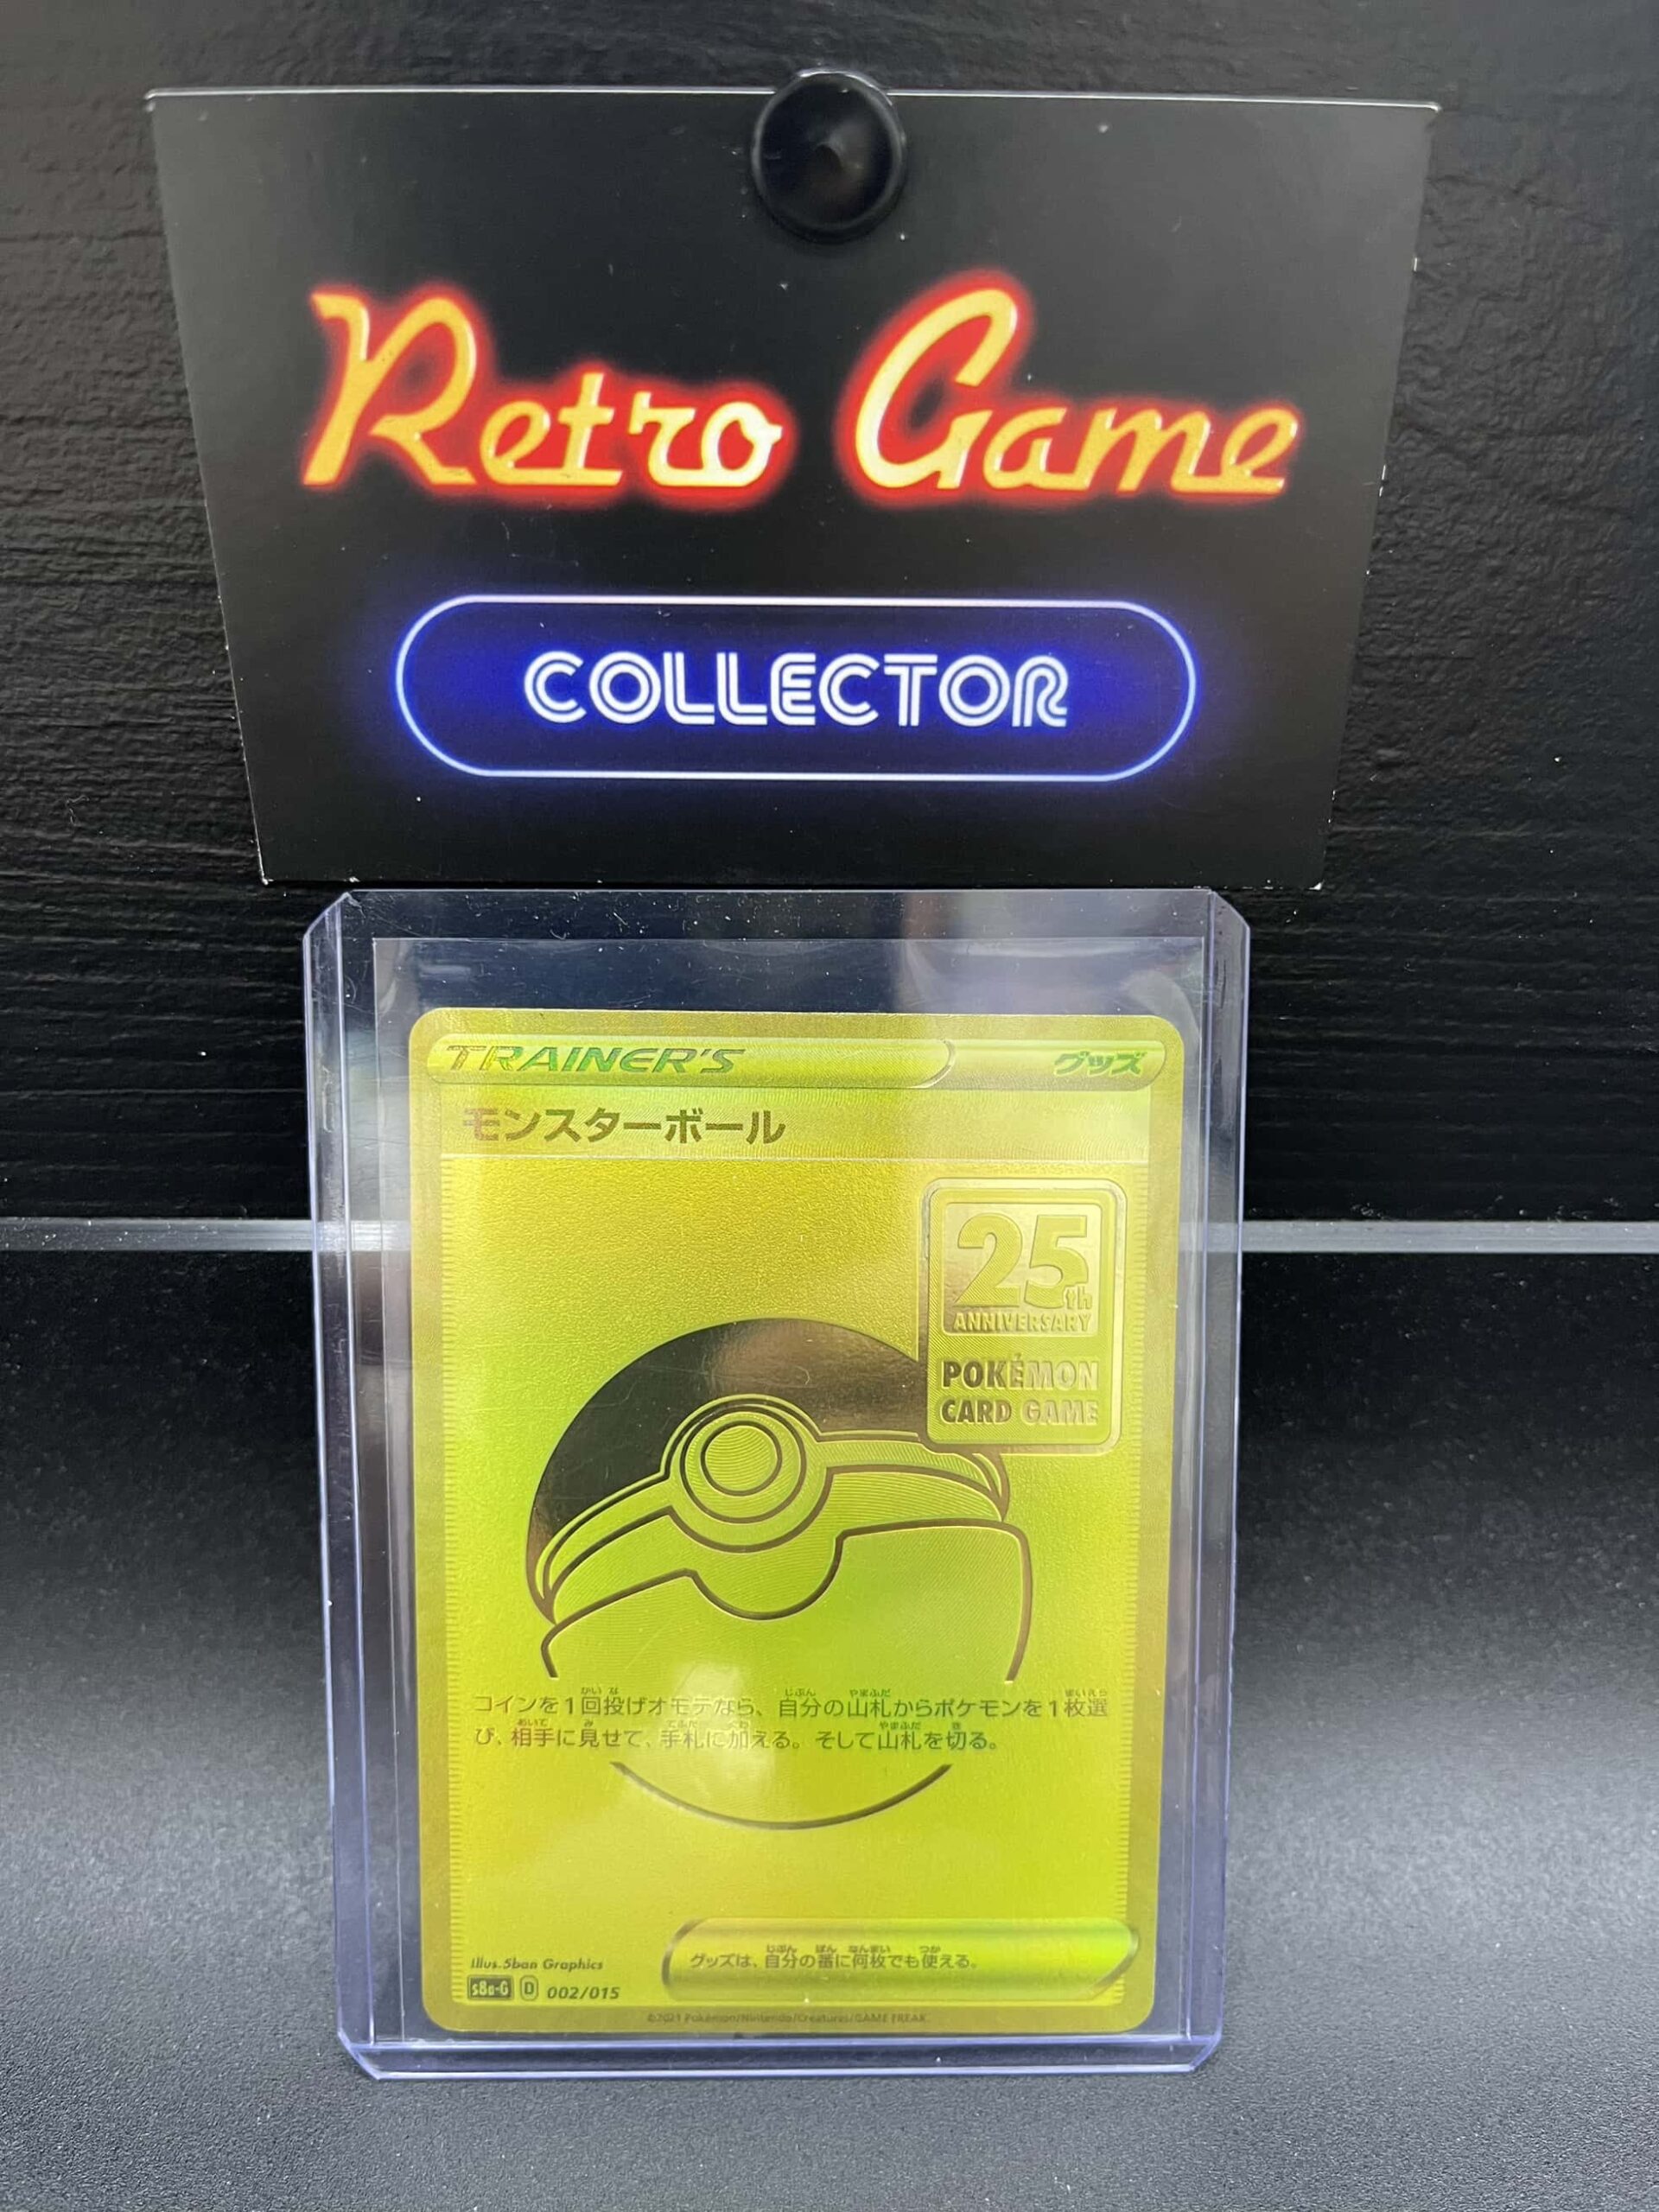 Retro Game
COLLECTOR
TRAINER'S グッズ
モンスターボール
25th
ANNIVERSARY
POKÉMON
CARD GAME
コインを1回投げオモテなら、自分の山札からポケモンを1枚選
び、相手に見せて、手札に加える。そして山札を切る。
グッズは、自分の番に何枚でも使える。
Illus.5ban Graphics
s8a-G D 002/015
©2021 Pokémon/Nintendo/Creatures/GAME FREAK.